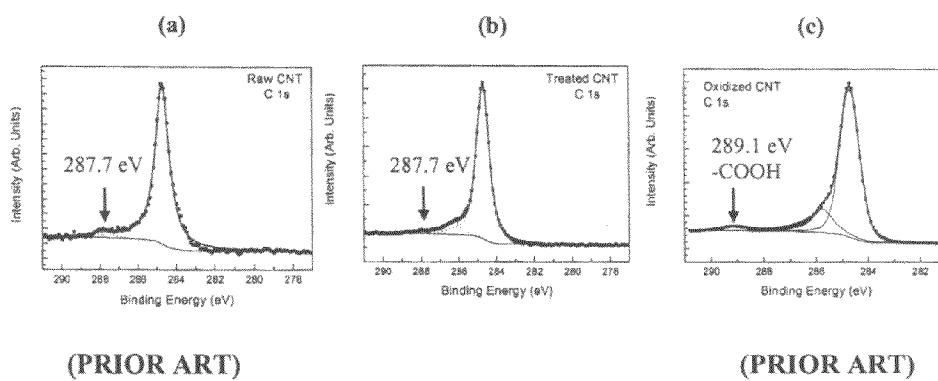 (a)
(b)
(c)
Raw CNT
C 1s
287.7 eV
Intensity (Arb. Units)
290 288 286 284 282 280 278
Binding Energy (eV)
Treated CNT
C 1s
287.7 eV
Intensity (Arb. Units)
290 288 286 284 282 280 278
Binding Energy (eV)
Oxidized CNT
C 1s
289.1 eV
-COOH
Intensity (Arb. Units)
290 288 286 284 282
Binding Energy (eV)
(PRIOR ART)
(PRIOR ART)